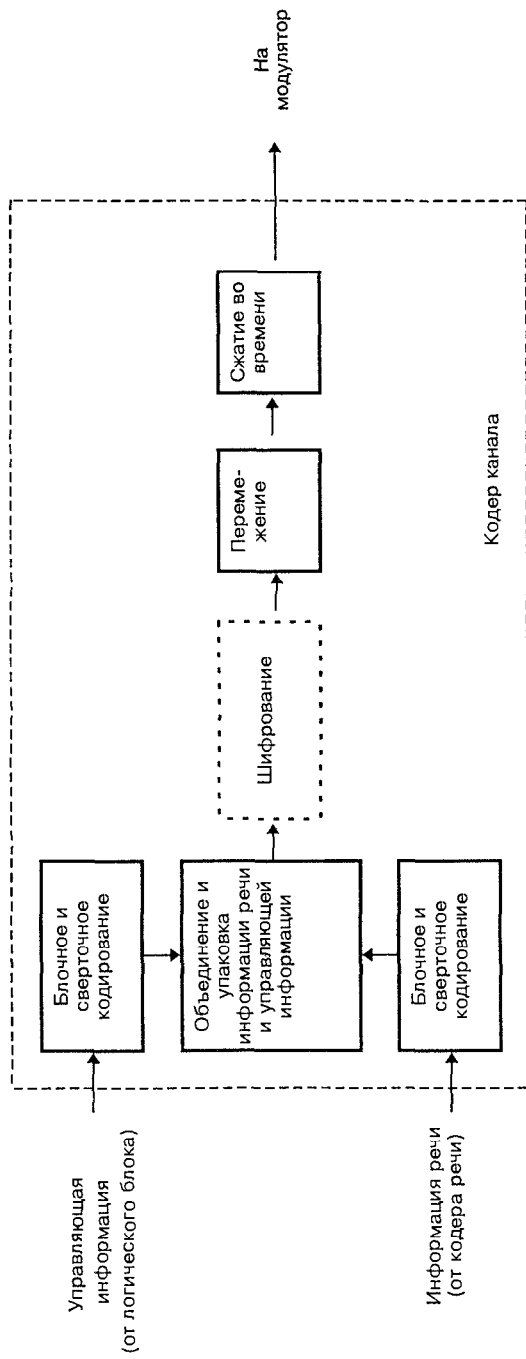 Управляющая
информация
(от логического блока)
Блочное и
сверточное
кодирование
Объединение и
упаковка
информации речи
и управляющей
информации
Шифрование
Переме-
жение
Сжатие во
времени
На
модулятор
Информация речи
(от кодера речи)
Блочное и
сверточное
кодирование
Кодер канала